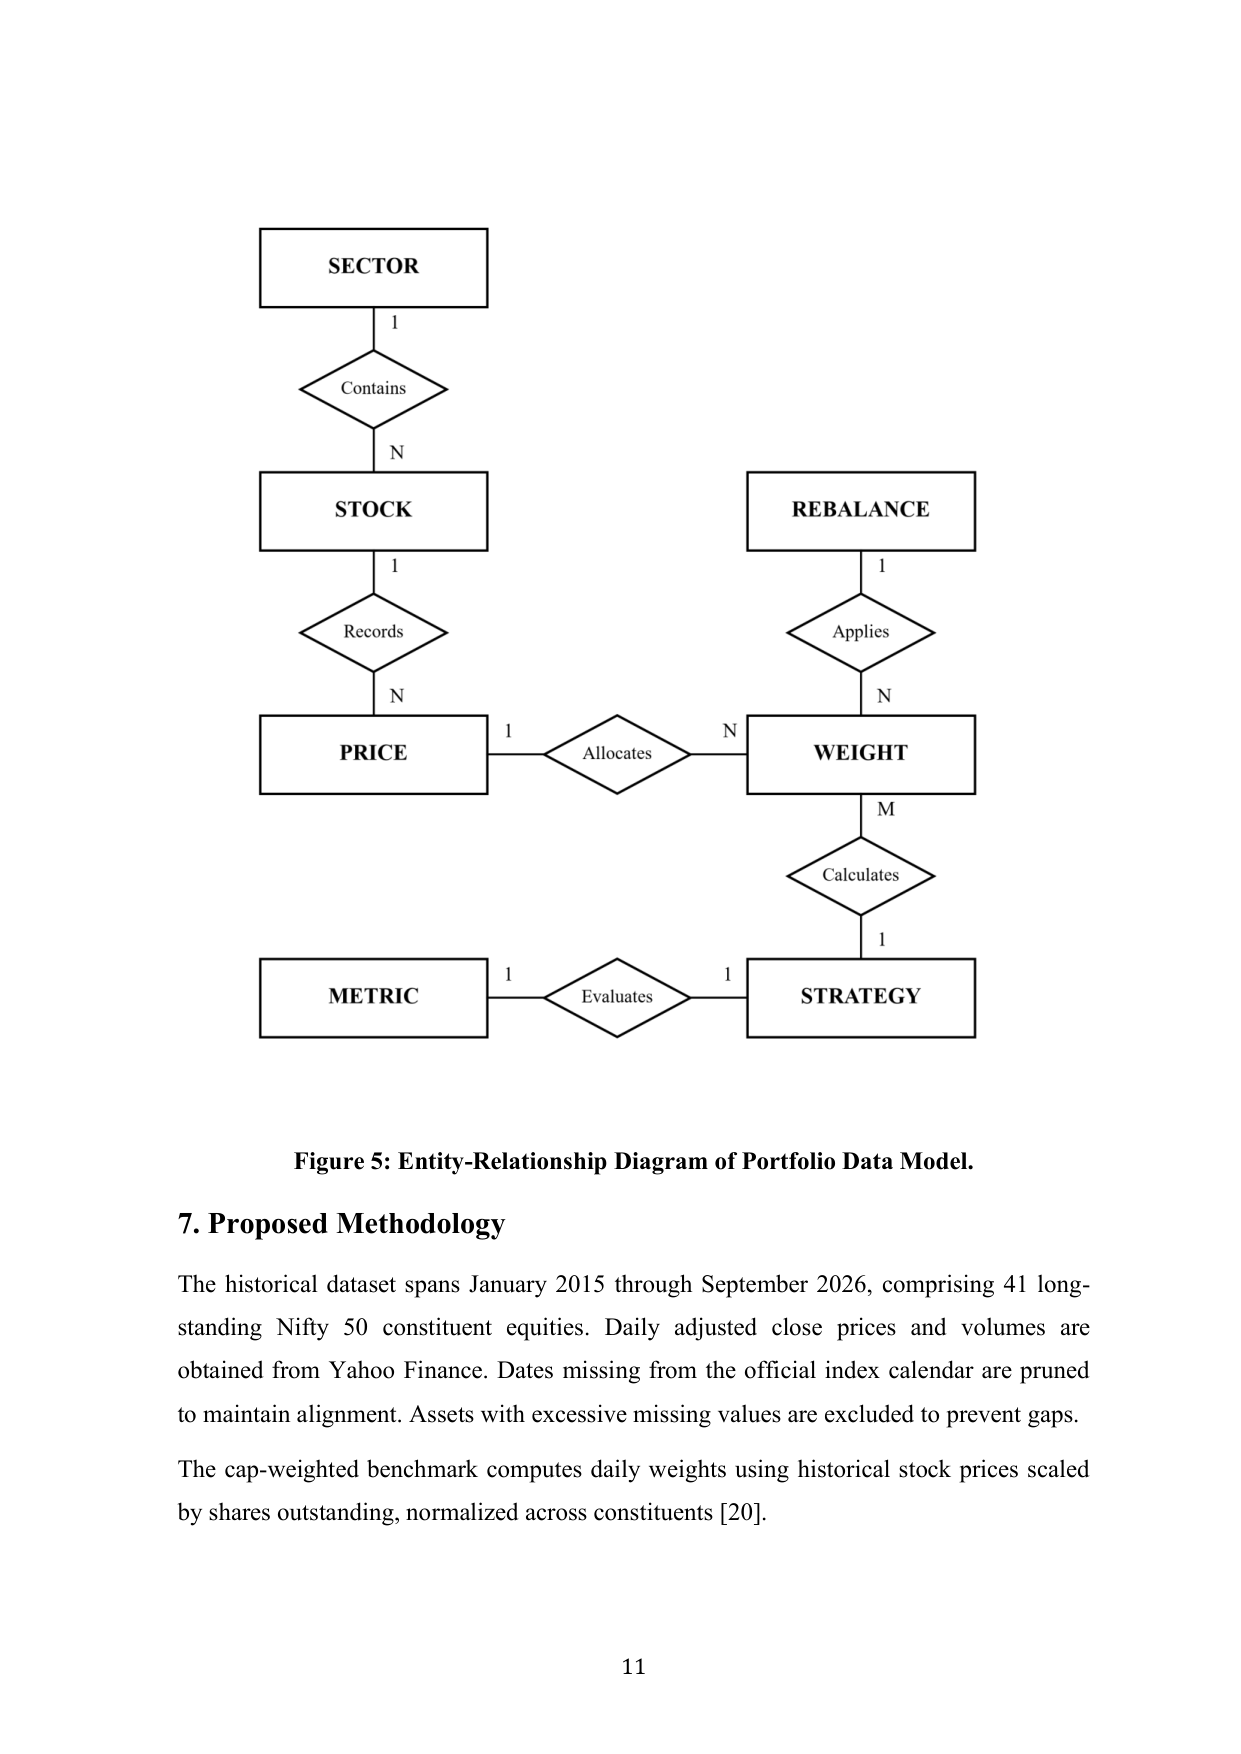 SECTOR
1
Contains
N
STOCK
REBALANCE
1
1
Records
Applies
N
N
PRICE
1
Allocates
N
WEIGHT
M
Calculates
1
METRIC
1
Evaluates
1
STRATEGY
Figure 5: Entity-Relationship Diagram of Portfolio Data Model.
7. Proposed Methodology
The historical dataset spans January 2015 through September 2026, comprising 41 long-
standing Nifty 50 constituent equities. Daily adjusted close prices and volumes are
obtained from Yahoo Finance. Dates missing from the official index calendar are pruned
to maintain alignment. Assets with excessive missing values are excluded to prevent gaps.
The cap-weighted benchmark computes daily weights using historical stock prices scaled
by shares outstanding, normalized across constituents [20].
11